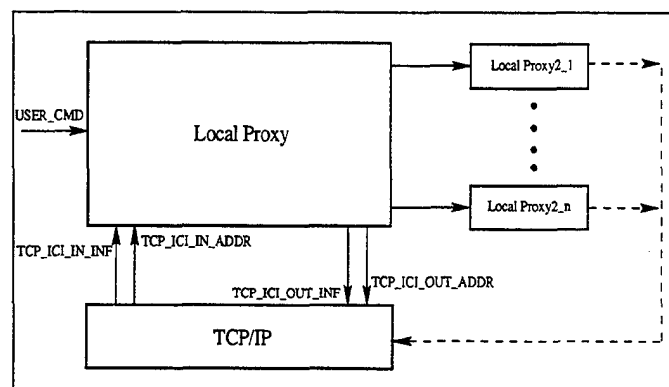 Local Proxy2_1
USER_CMD
Local Proxy
Local Proxy2_n
TCP_ICI_IN_INF
TCP_ICI_IN_ADDR
TCP_ICI_OUT_INF
TCP_ICI_OUT_ADDR
TCP/IP